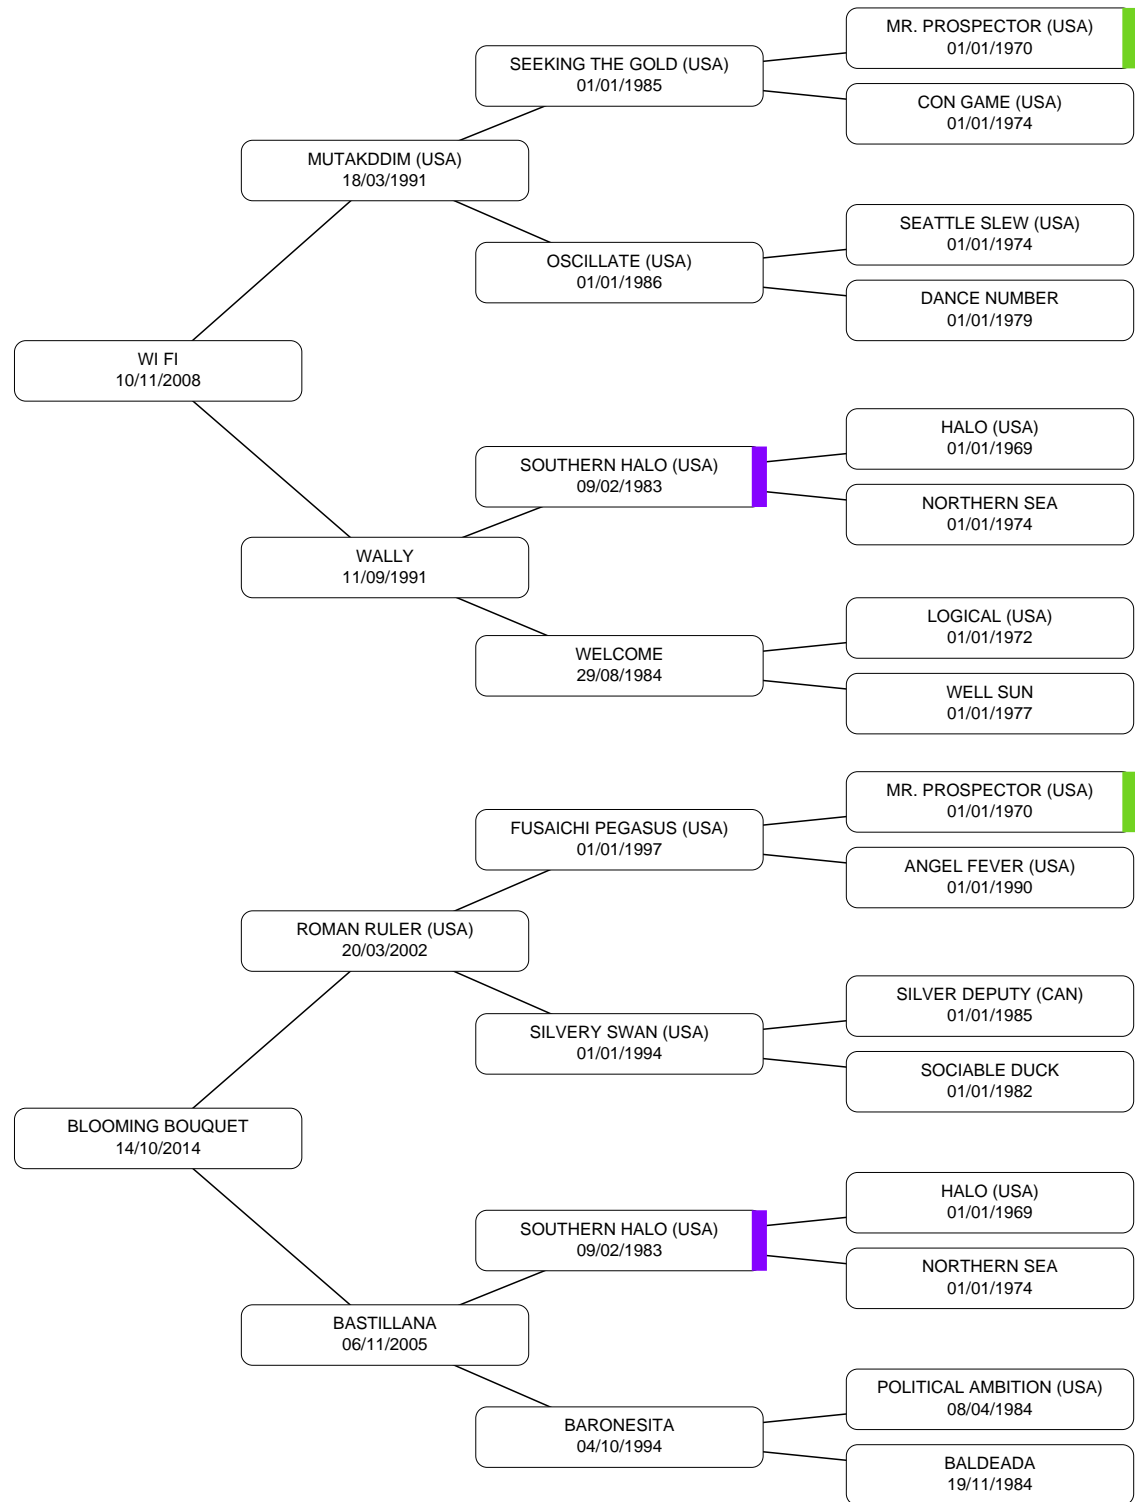 MR. PROSPECTOR (USA)
01/01/1970
SEEKING THE GOLD (USA)
01/01/1985
CON GAME (USA)
01/01/1974
MUTAKDDIM (USA)
18/03/1991
SEATTLE SLEW (USA)
01/01/1974
OSCILLATE (USA)
01/01/1986
DANCE NUMBER
01/01/1979
WI FI
10/11/2008
HALO (USA)
01/01/1969
SOUTHERN HALO (USA)
09/02/1983
NORTHERN SEA
01/01/1974
WALLY
11/09/1991
LOGICAL (USA)
01/01/1972
WELCOME
29/08/1984
WELL SUN
01/01/1977
MR. PROSPECTOR (USA)
01/01/1970
FUSAICHI PEGASUS (USA)
01/01/1997
ANGEL FEVER (USA)
01/01/1990
ROMAN RULER (USA)
20/03/2002
SILVER DEPUTY (CAN)
01/01/1985
SILVERY SWAN (USA)
01/01/1994
SOCIABLE DUCK
01/01/1982
BLOOMING BOUQUET
14/10/2014
HALO (USA)
01/01/1969
SOUTHERN HALO (USA)
09/02/1983
NORTHERN SEA
01/01/1974
BASTILLANA
06/11/2005
POLITICAL AMBITION (USA)
08/04/1984
BARONESITA
04/10/1994
BALDEADA
19/11/1984